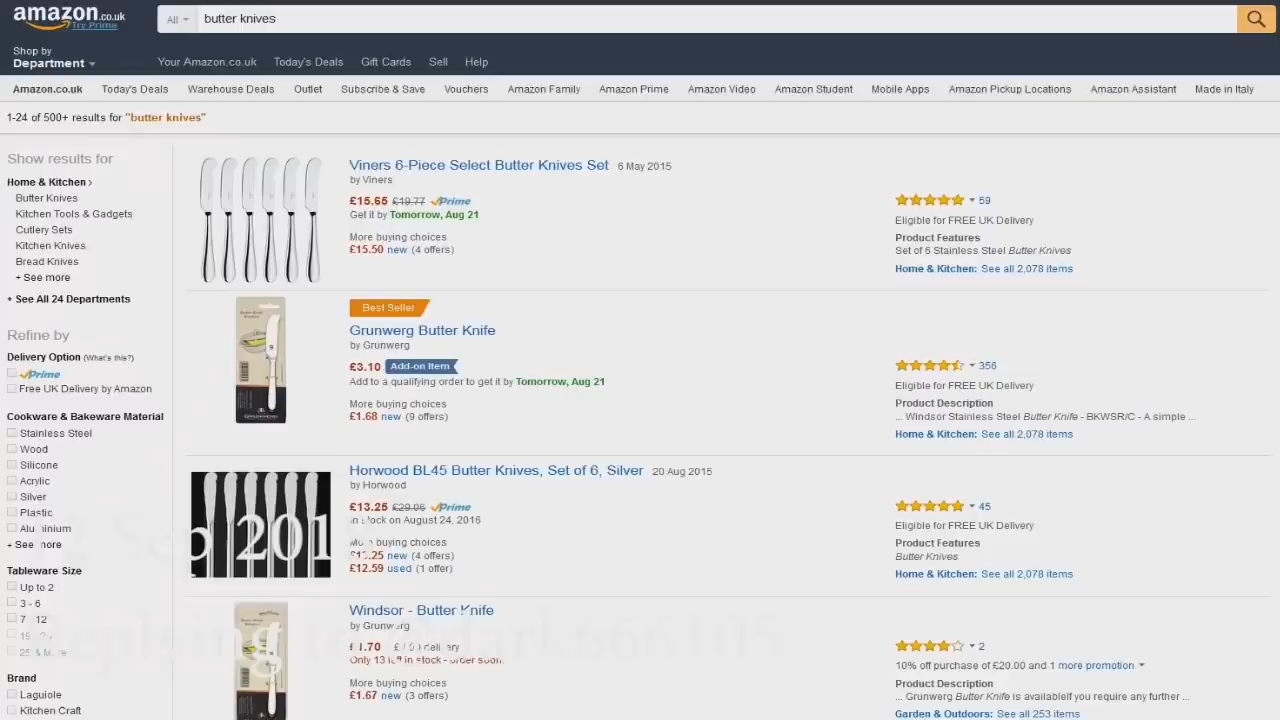 amazon.co.uk
Try Prime
All
butter knives
Shop by
Department
Your Amazon.co.uk Today's Deals Gift Cards Sell Help
Amazon.co.uk Today's Deals Warehouse Deals Outlet Subscribe & Save Vouchers Amazon Family Amazon Prime Amazon Video Amazon Student Mobile Apps Amazon Pickup Locations Amazon Assistant Made in Italy
1-24 of 500+ results for "butter knives"
Show results for
Home & Kitchen
Butter Knives
Kitchen Tools & Gadgets
Cutlery Sets
Kitchen Knives
Bread Knives
+ See more
+ See All 24 Departments
Refine by
Delivery Option (What's this?)
Prime
Free UK Delivery by Amazon
Cookware & Bakeware Material
Stainless Steel
Wood
Silicone
Acrylic
Silver
Plastic
Aluminium
+ See more
Tableware Size
Up to 2
3 - 6
7 - 12
25 & More
Brand
Laguiole
Kitchen Craft
Viners 6-Piece Select Butter Knives Set 6 May 2015
by Viners
£15.65 £19.77 Prime
Get it by Tomorrow, Aug 21
More buying choices
£15.50 new (4 offers)
59
Eligible for FREE UK Delivery
Product Features
Set of 6 Stainless Steel Butter Knives
Home & Kitchen: See all 2,078 items
Best Seller
Grunwerg Butter Knife
by Grunwerg
£3.10 Add-on Item
Add to a qualifying order to get it by Tomorrow, Aug 21
More buying choices
£1.68 new (9 offers)
356
Eligible for FREE UK Delivery
Product Description
... Windsor Stainless Steel Butter Knife - BKWSR/C - A simple ...
Home & Kitchen: See all 2,078 items
Horwood BL45 Butter Knives, Set of 6, Silver 20 Aug 2015
by Horwood
£13.25 £29.06 Prime
In stock on August 24, 2016
More buying choices
£13.25 new (4 offers)
£12.59 used (1 offer)
45
Eligible for FREE UK Delivery
Product Features
Butter Knives
Home & Kitchen: See all 2,078 items
Windsor - Butter Knife
by Grunwerg
£1.70 delivery
Only 13 left in stock - order soon.
More buying choices
£1.67 new (3 offers)
2
10% off purchase of £20.00 and 1 more promotion
Product Description
... Grunwerg Butter Knife is availableIf you require any further ...
Garden & Outdoors: See all 253 items